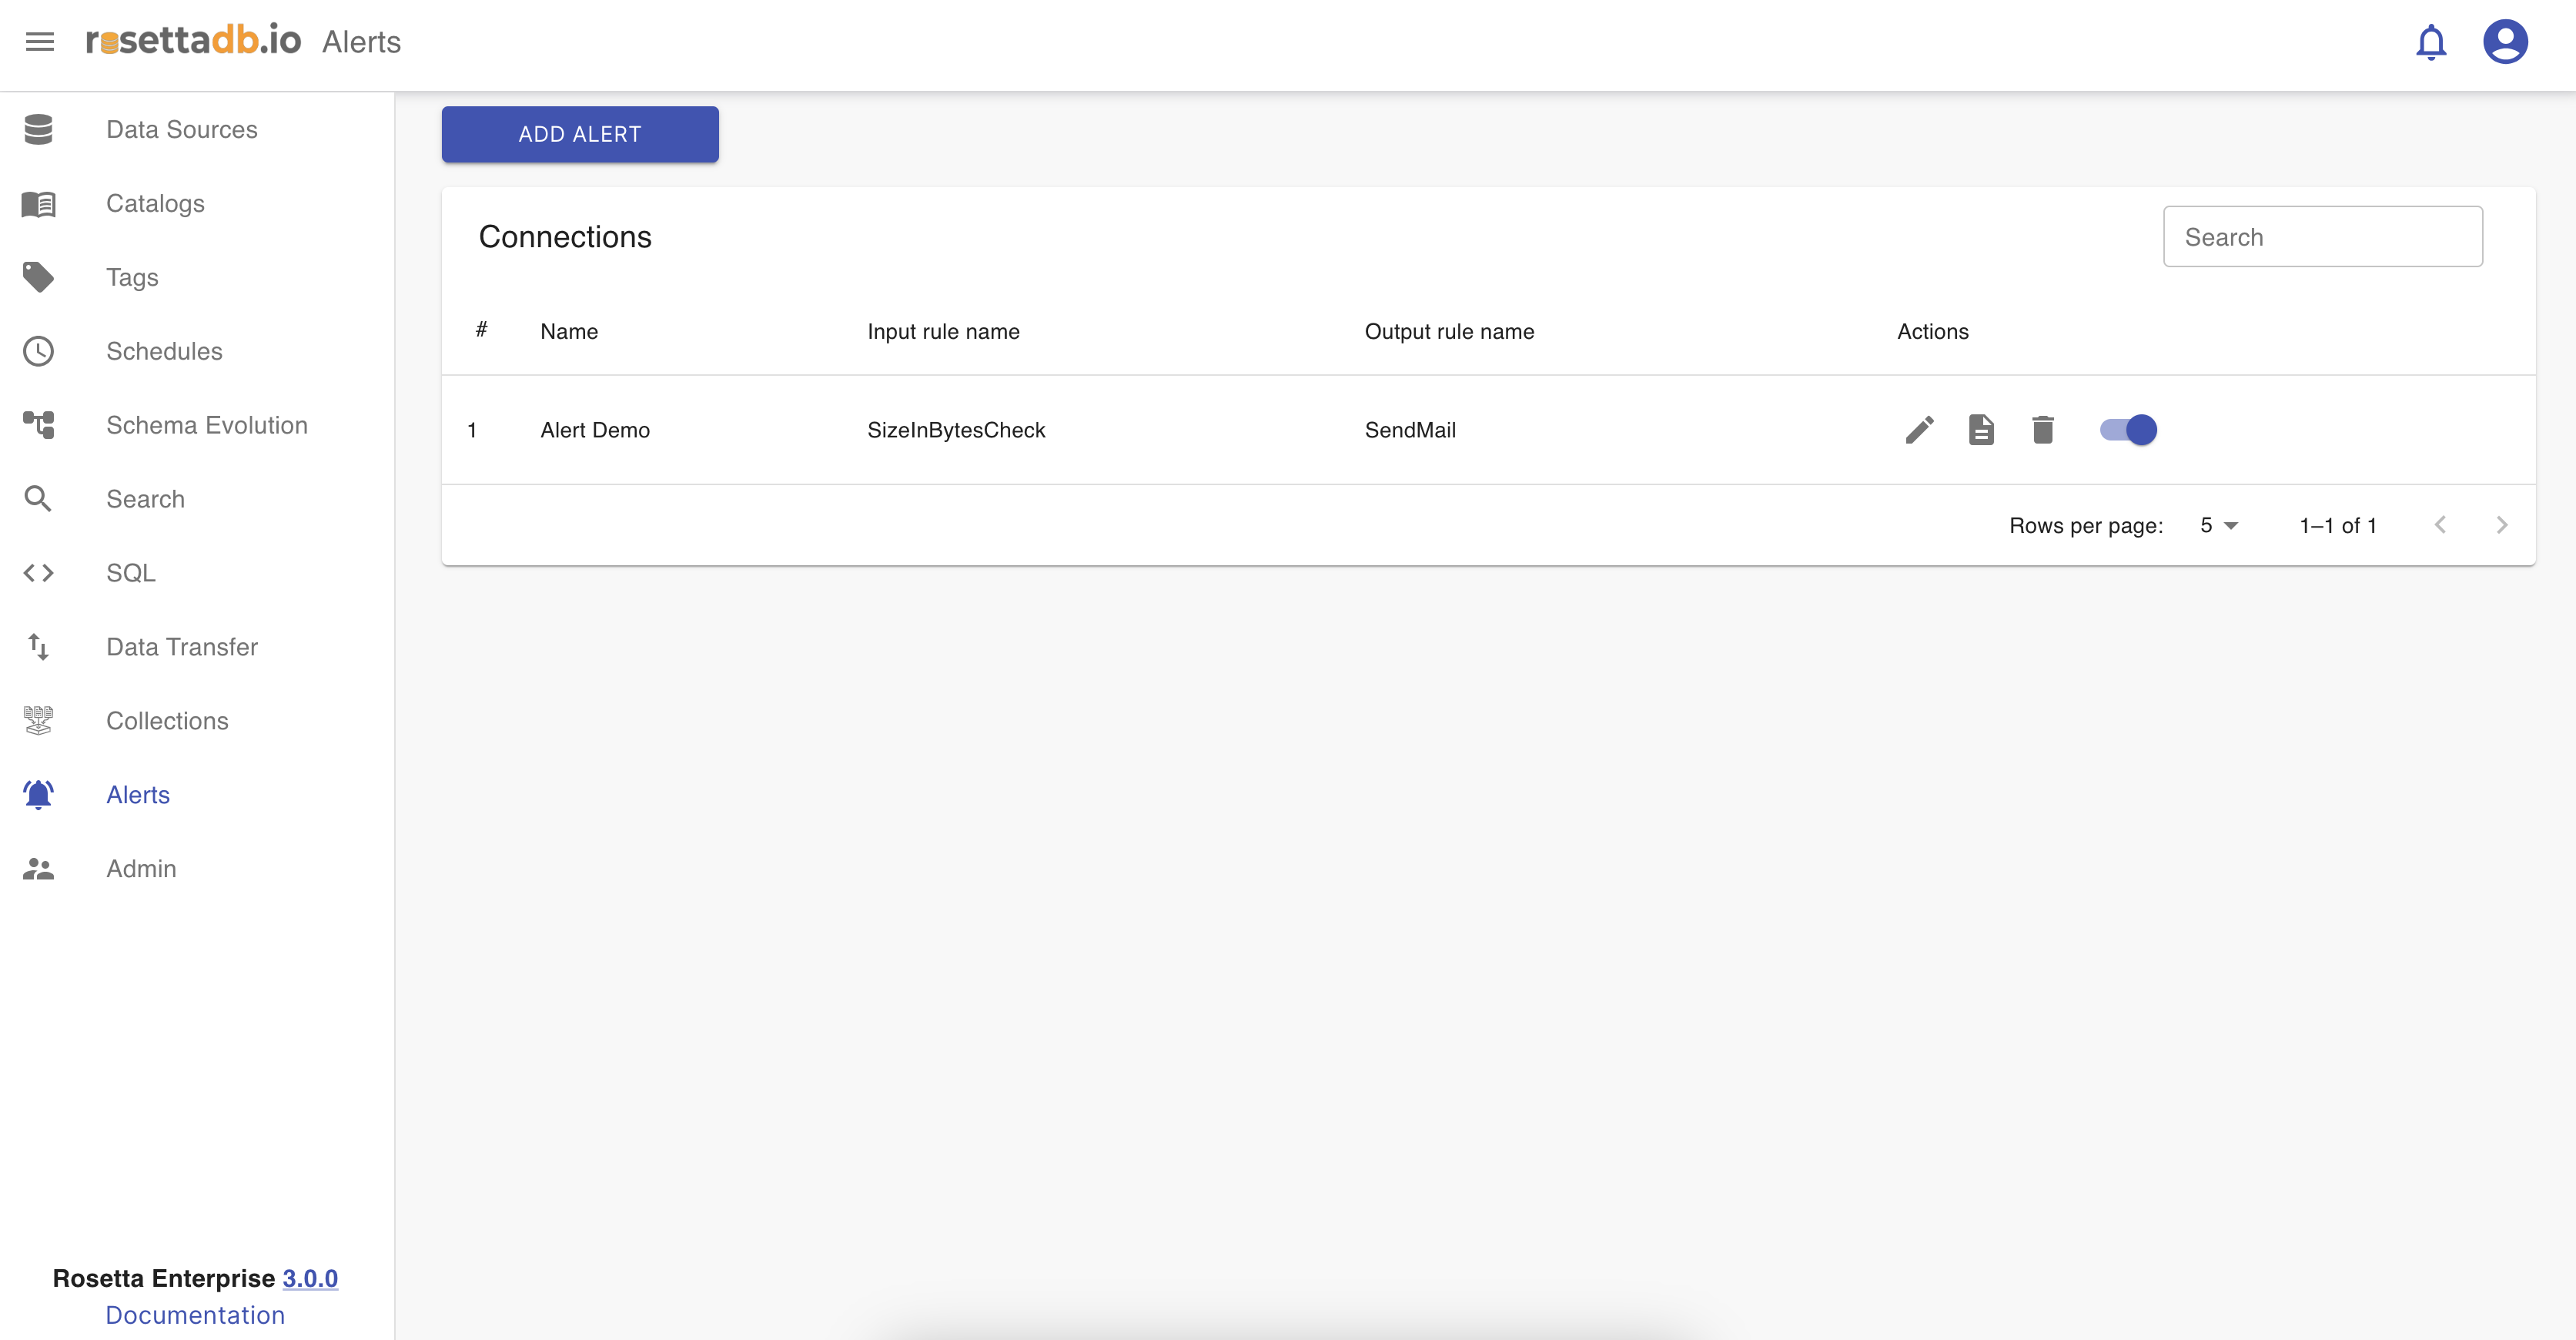 rosettadb.io Alerts
Data Sources
Catalogs
Tags
Schedules
Schema Evolution
Search
SQL
Data Transfer
Collections
Alerts
Admin
Rosetta Enterprise 3.0.0
Documentation
ADD ALERT
Connections
Search
# Name Input rule name Output rule name Actions
1 Alert Demo SizeInBytesCheck SendMail
Rows per page: 5 1–1 of 1